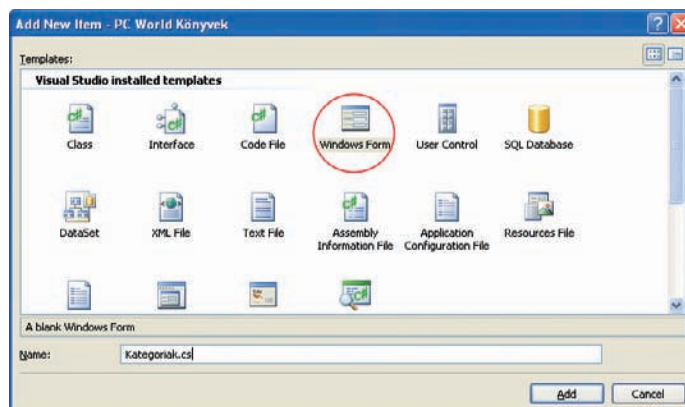 Add New Item - PC World Könyvek
Templates:
Visual Studio installed templates
Class
Interface
Code File
Windows Form
User Control
SQL Database
DataSet
XML File
Text File
Assembly
Information File
Application
Configuration File
Resources File
A blank Windows Form
Name:
Kategoriak.cs
Add
Cancel